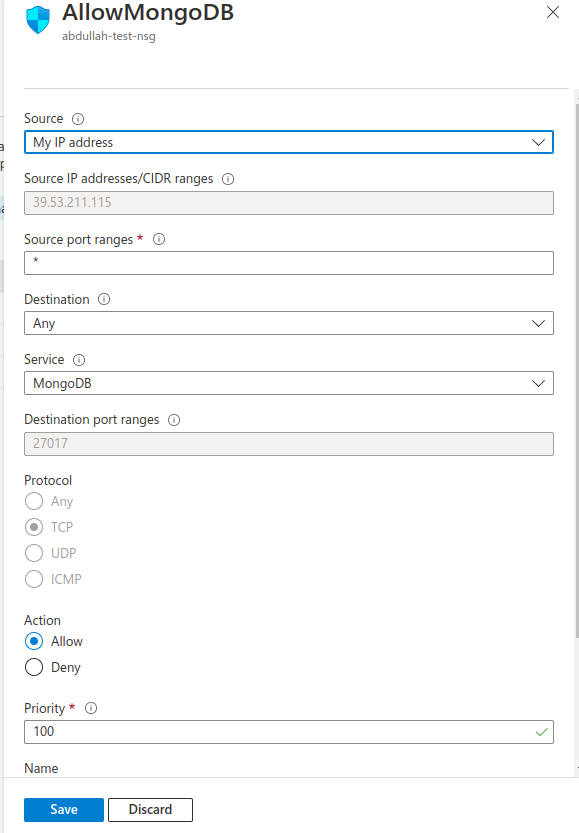 AllowMongoDB
abdullah-test-nsg
Source
My IP address
Source IP addresses/CIDR ranges
39.53.211.115
Source port ranges *
*
Destination
Any
Service
MongoDB
Destination port ranges
27017
Protocol
Any
TCP
UDP
ICMP
Action
Allow
Deny
Priority *
100
Name
Save
Discard